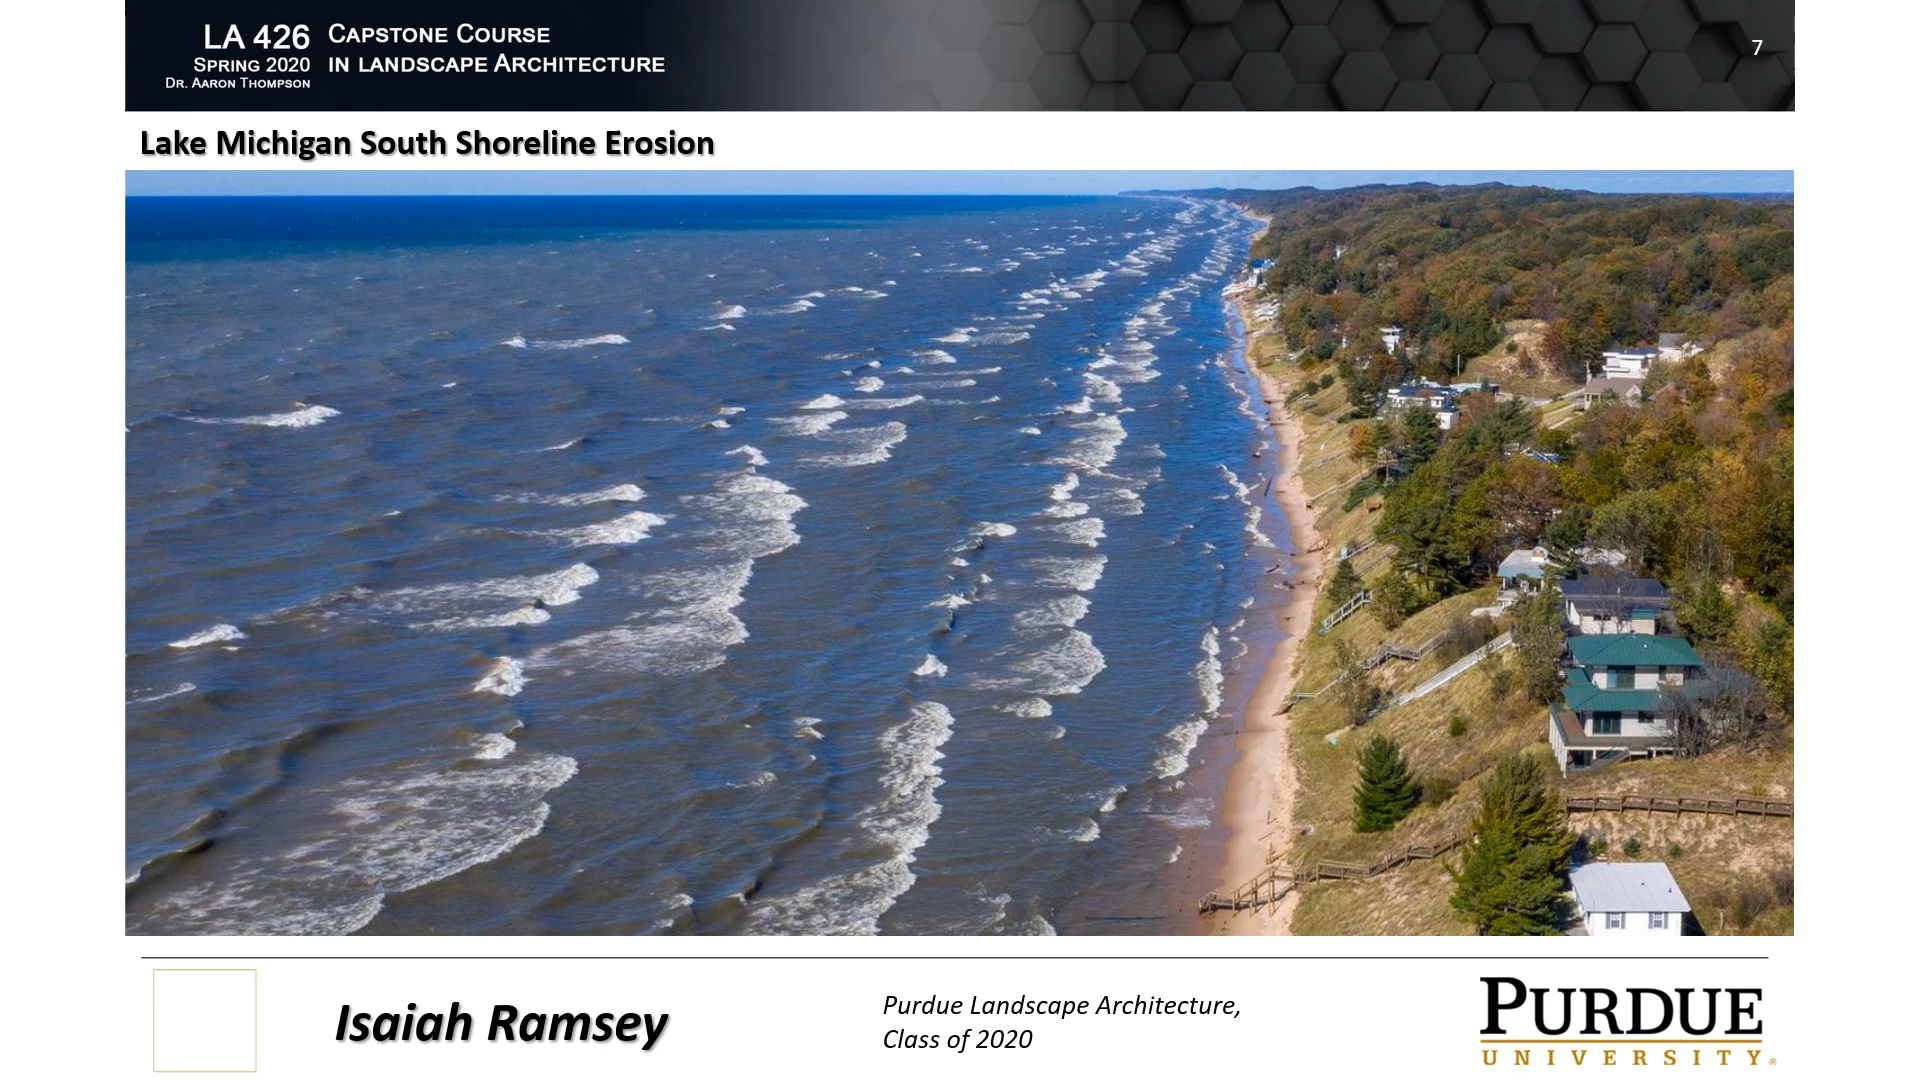 LA 426
Spring 2020
Dr. Aaron Thompson
Capstone Course
in landscape Architecture
7
Lake Michigan South Shoreline Erosion
Isaiah Ramsey
Purdue Landscape Architecture,
Class of 2020
PURDUE
UNIVERSITY®